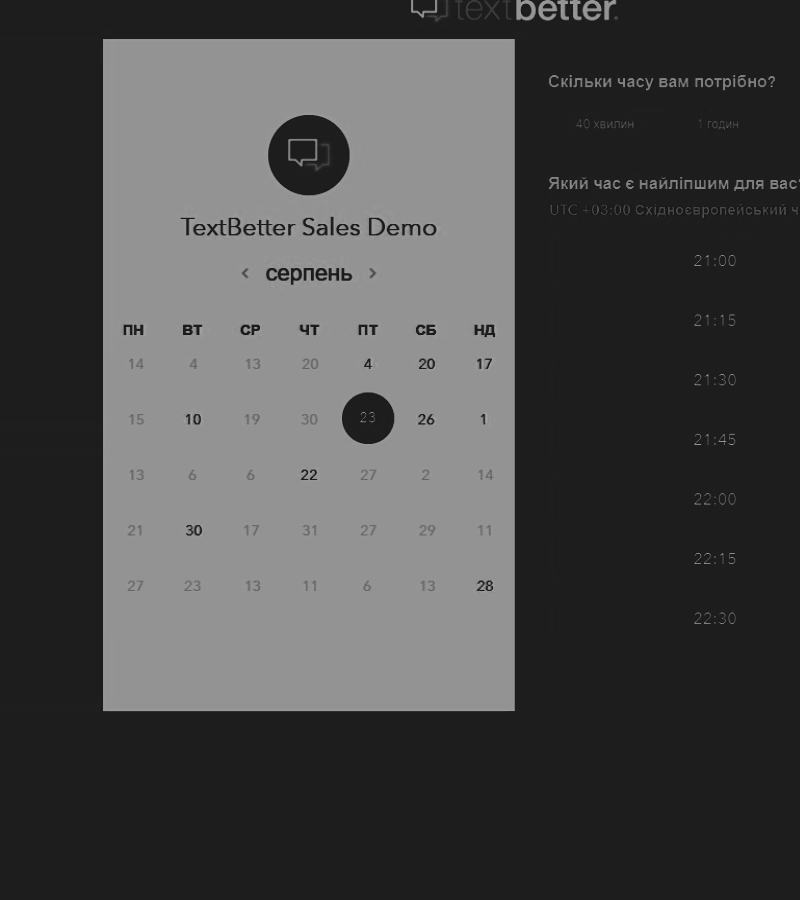 textbetter.
TextBetter Sales Demo
серпень
ПН ВТ СР ЧТ ПТ СБ НД
14 4 13 20 4 20 17
15 10 19 30 23 26 1
13 6 6 22 27 2 14
21 30 17 31 27 29 11
27 23 13 11 6 13 28
Скільки часу вам потрібно?
40 хвилин 1 годин
Який час є найліпшим для вас?
UTC +03:00 Східноєвропейський ч
21:00
21:15
21:30
21:45
22:00
22:15
22:30